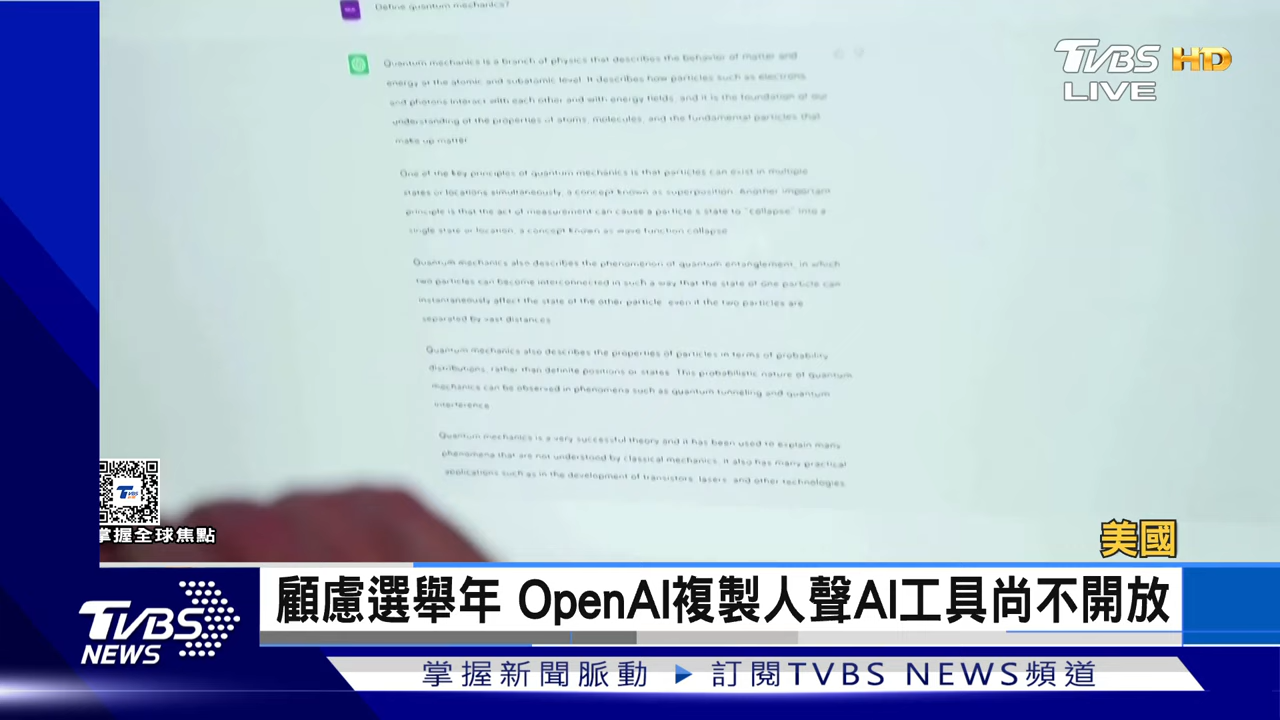 Define quantum mechanics?
Quantum mechanics is a branch of physics that describes the behavior of matter and
energy at the atomic and subatomic level. It describes how particles such as electrons
and photons interact with each other and with energy fields, and it is the foundation of our
understanding of the properties of atoms, molecules, and the fundamental particles that
make up matter.
One of the key principles of quantum mechanics is that particles can exist in multiple
states or locations simultaneously, a concept known as superposition. Another important
principle is that the act of measurement can cause a particle's state to "collapse" into a
single state or location, a concept known as wave function collapse.
Quantum mechanics also describes the phenomenon of quantum entanglement, in which
two particles can become interconnected in such a way that the state of one particle can
instantaneously affect the state of the other particle, even if the two particles are
separated by vast distances.
Quantum mechanics also describes the properties of particles in terms of probability
distributions, rather than definite positions or states. This probabilistic nature of quantum
mechanics can be observed in phenomena such as quantum tunneling and quantum
interference.
Quantum mechanics is a very successful theory and it has been used to explain many
phenomena that are not understood by classical mechanics. It also has many practical
applications such as in the development of transistors, lasers, and other technologies.
TVBS HD
LIVE
TVBS
掌握全球焦點
美國
顧慮選舉年 OpenAI複製人聲AI工具尚不開放
TVBS
NEWS
掌握新聞脈動 ▶ 訂閱TVBS NEWS頻道